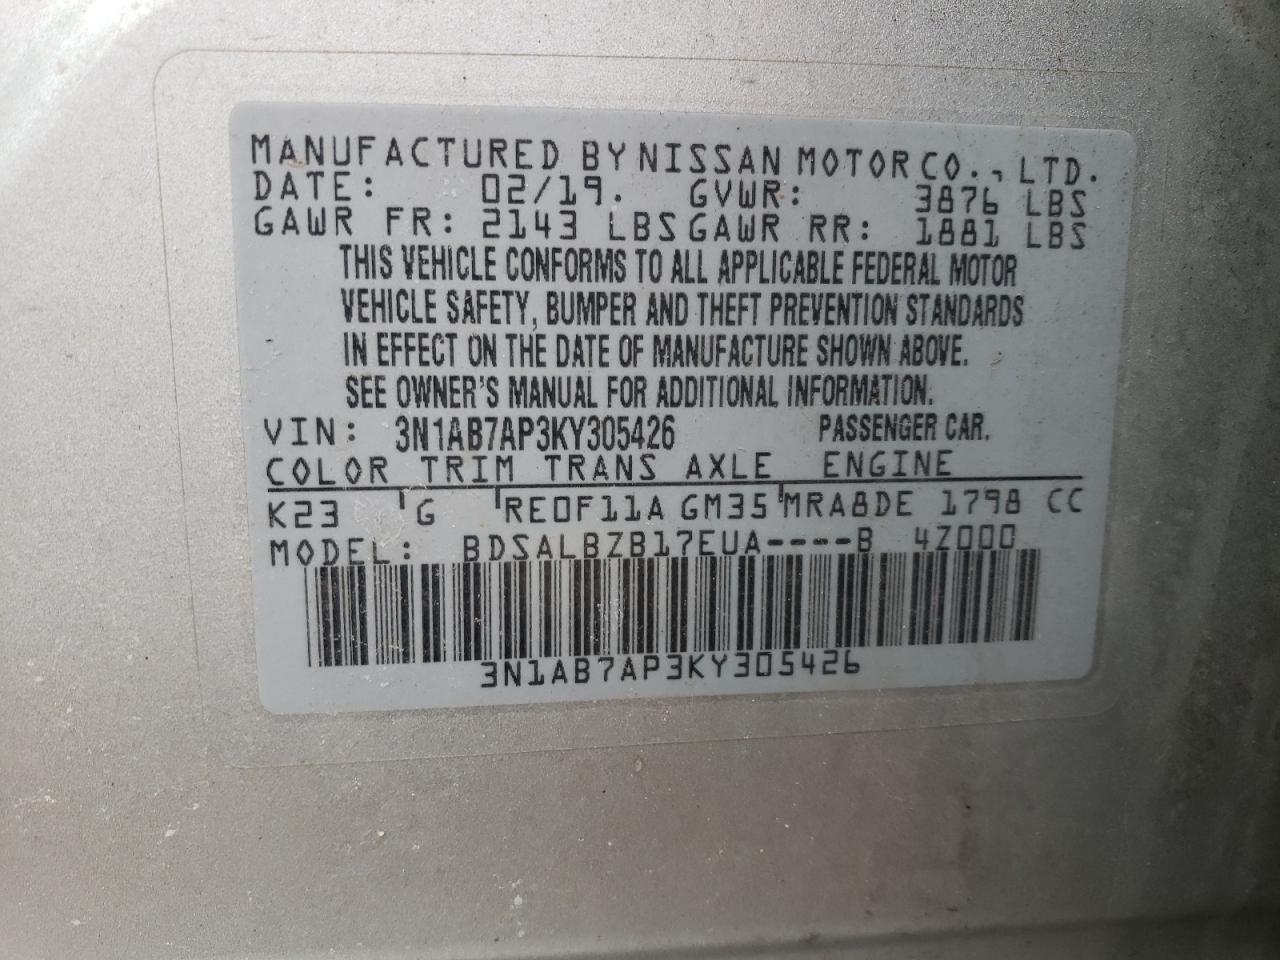 MANUFACTURED BY NISSAN MOTOR CO., LTD.
DATE: 02/19. GVWR: 3876 LBS
GAWR FR: 2143 LBS GAWR RR: 1881 LBS
THIS VEHICLE CONFORMS TO ALL APPLICABLE FEDERAL MOTOR
VEHICLE SAFETY, BUMPER AND THEFT PREVENTION STANDARDS
IN EFFECT ON THE DATE OF MANUFACTURE SHOWN ABOVE.
SEE OWNER'S MANUAL FOR ADDITIONAL INFORMATION.
VIN: 3N1AB7AP3KY305426 PASSENGER CAR.
COLOR TRIM TRANS AXLE ENGINE
K23 G RE0F11A GM35 MRA8DE 1798 CC
MODEL: BDSALBZB17EUA----B 4Z000
3N1AB7AP3KY305426